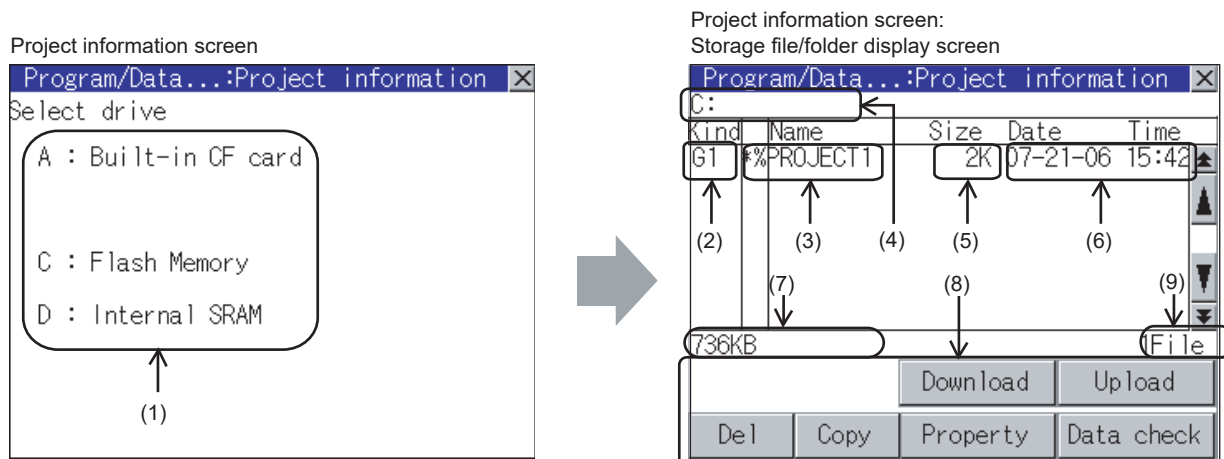 Project information screen
Program/Data...:Project information
Select drive
A : Built-in CF card
C : Flash Memory
D : Internal SRAM
(1)
Project information screen:
Storage file/folder display screen
Program/Data...:Project information
C:
Kind Name Size Date Time
G1 *%PROJECT1 2K 07-21-06 15:42
(2) (3) (4) (5) (6)
(7) (8) (9)
736KB 1File
Download Upload
Del Copy Property Data check